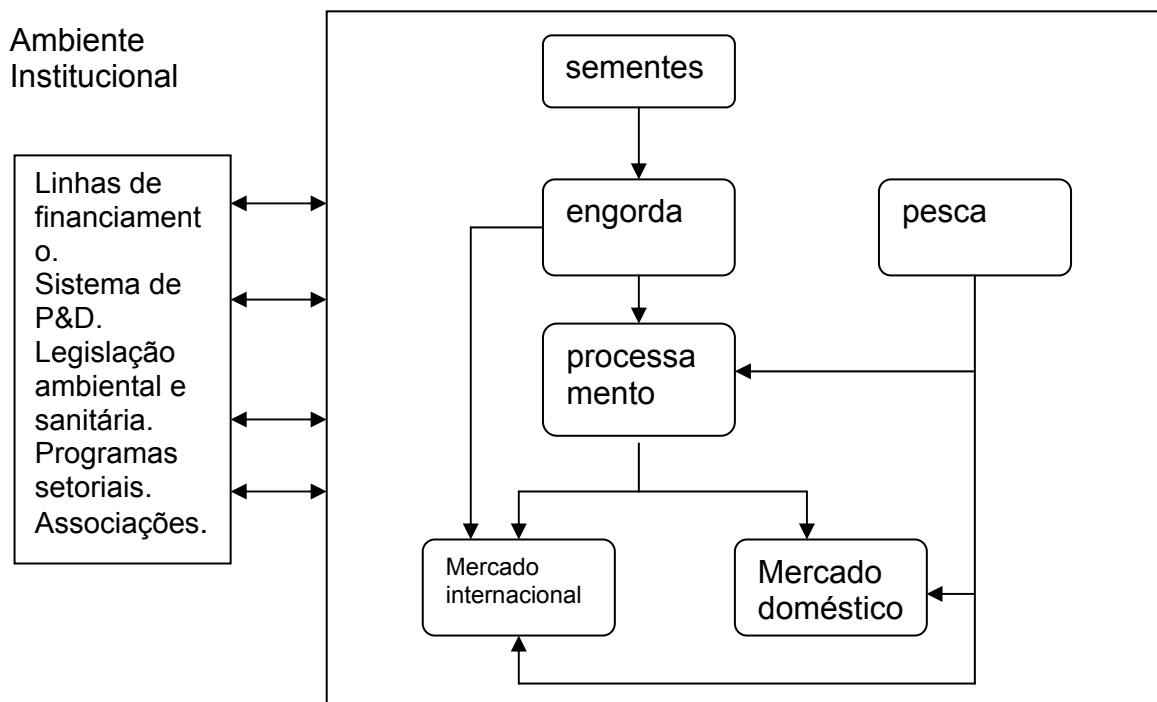 Ambiente
Institucional
Linhas de
financiament
o.
Sistema de
P&D.
Legislação
ambiental e
sanitária.
Programas
setoriais.
Associações.
sementes
engorda
pesca
processa
mento
Mercado
internacional
Mercado
doméstico